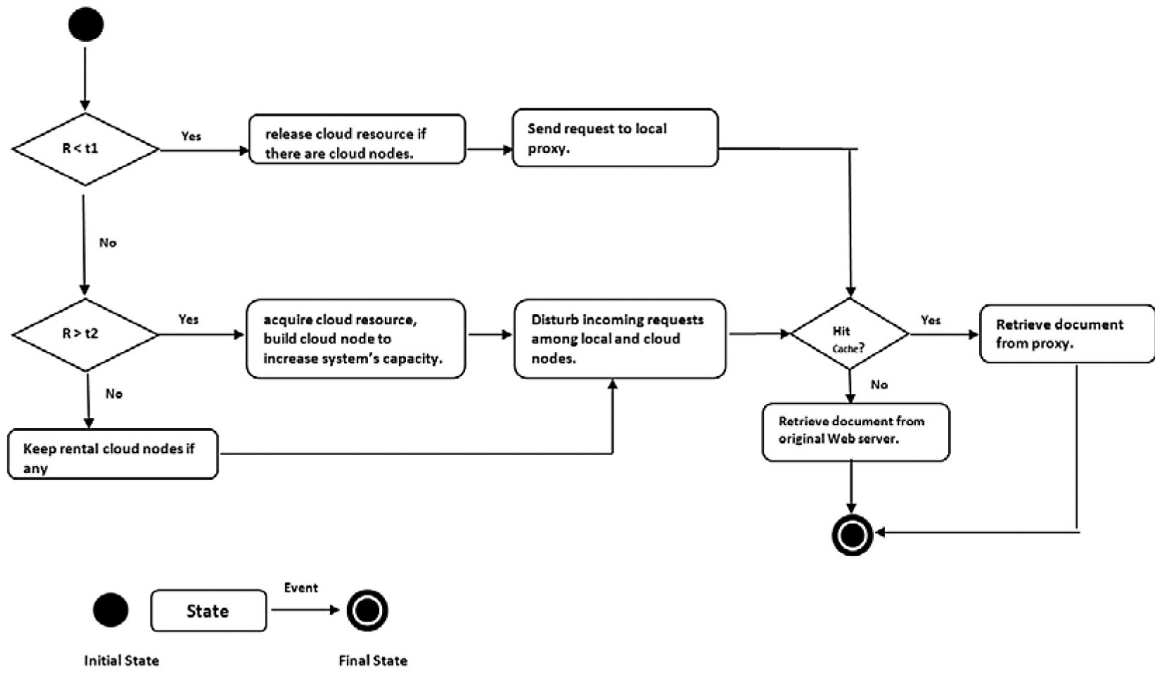 R < t1
Yes
release cloud resource if
there are cloud nodes.
Send request to local
proxy.
No
R > t2
Yes
acquire cloud resource,
build cloud node to
increase system's capacity.
Disturb incoming requests
among local and cloud
nodes.
Hit
Cache?
Yes
Retrieve document
from proxy.
No
No
Keep rental cloud nodes if
any
Retrieve document from
original Web server.
State
Event
Initial State
Final State